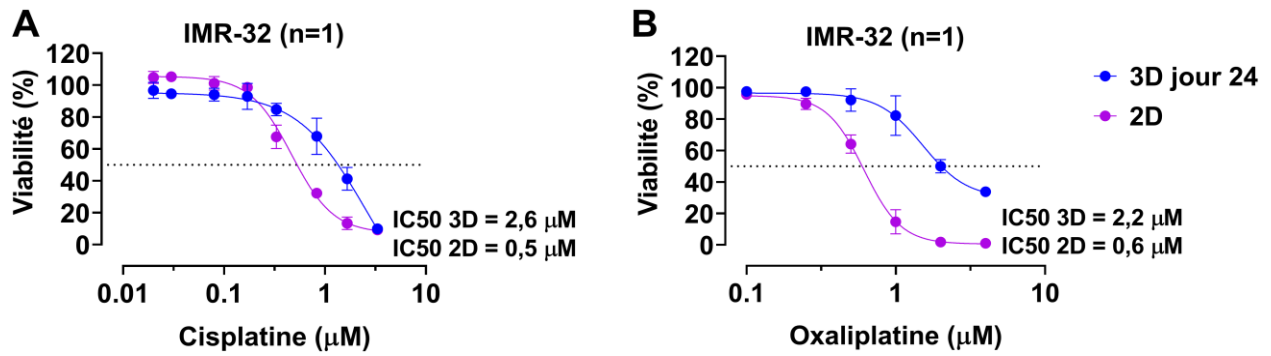 A
IMR-32 (n=1)
Viabilité (%)
120
100
80
60
40
20
0
IC50 3D = 2,6 μM
IC50 2D = 0,5 μM
0.01
0.1
1
10
Cisplatine (μM)
B
IMR-32 (n=1)
Viabilité (%)
120
100
80
60
40
20
0
IC50 3D = 2,2 μM
IC50 2D = 0,6 μM
0.1
1
10
Oxaliplatine (μM)
3D jour 24
2D